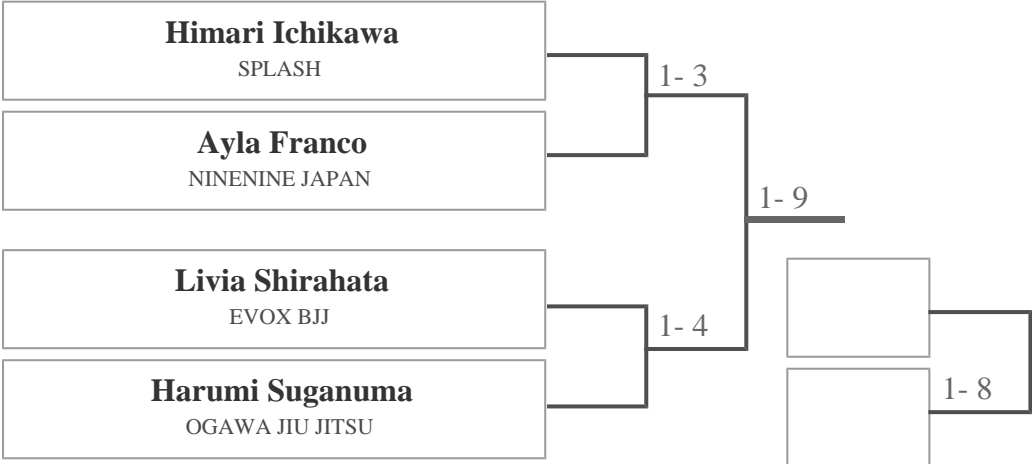 Himari Ichikawa
SPLASH
1- 3
Ayla Franco
NINENINE JAPAN
1- 9
Livia Shirahata
EVOX BJJ
1- 4
Harumi Suganuma
OGAWA JIU JITSU
1- 8